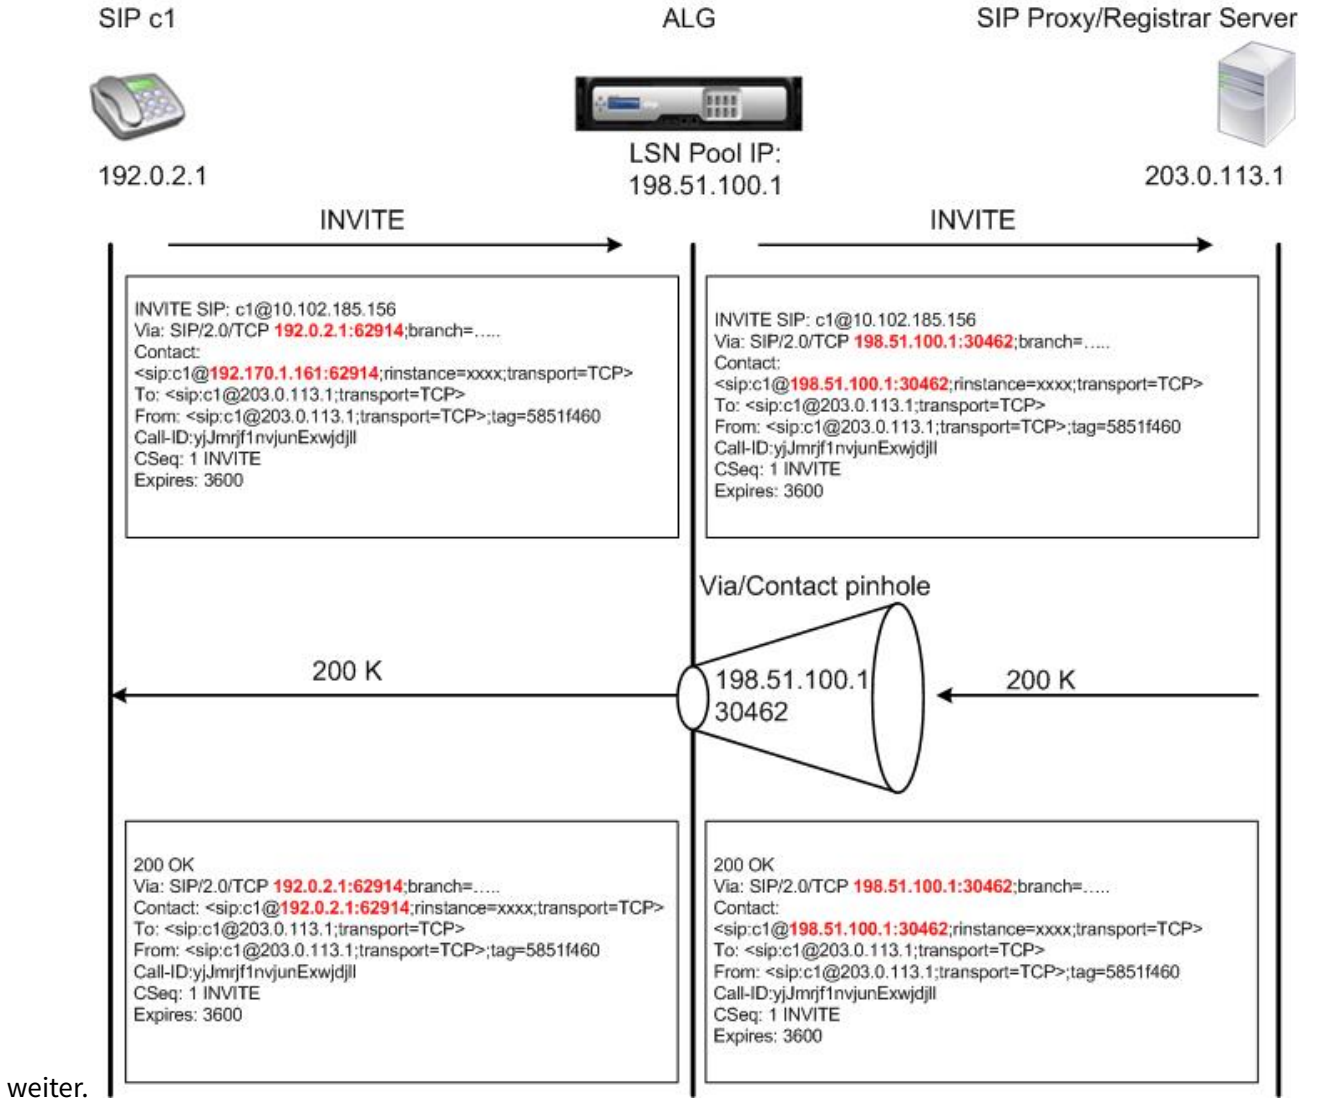 SIP c1
ALG
SIP Proxy/Registrar Server
192.0.2.1
LSN Pool IP:
198.51.100.1
203.0.113.1
INVITE
INVITE
INVITE SIP: c1@10.102.185.156
Via: SIP/2.0/TCP 192.0.2.1:62914;branch=.....
Contact:
<sip:c1@192.170.1.161:62914;rinstance=xxxx;transport=TCP>
To: <sip:c1@203.0.113.1;transport=TCP>
From: <sip:c1@203.0.113.1;transport=TCP>;tag=5851f460
Call-ID:yjJmrjf1nvjunExwjdjll
CSeq: 1 INVITE
Expires: 3600
INVITE SIP: c1@10.102.185.156
Via: SIP/2.0/TCP 198.51.100.1:30462;branch=.....
Contact:
<sip:c1@198.51.100.1:30462;rinstance=xxxx;transport=TCP>
To: <sip:c1@203.0.113.1;transport=TCP>
From: <sip:c1@203.0.113.1;transport=TCP>;tag=5851f460
Call-ID:yjJmrjf1nvjunExwjdjll
CSeq: 1 INVITE
Expires: 3600
Via/Contact pinhole
200 K
198.51.100.1
30462
200 K
200 OK
Via: SIP/2.0/TCP 192.0.2.1:62914;branch=.....
Contact: <sip:c1@192.0.2.1:62914;rinstance=xxxx;transport=TCP>
To: <sip:c1@203.0.113.1;transport=TCP>
From: <sip:c1@203.0.113.1;transport=TCP>;tag=5851f460
Call-ID:yjJmrjf1nvjunExwjdjll
CSeq: 1 INVITE
Expires: 3600
200 OK
Via: SIP/2.0/TCP 198.51.100.1:30462;branch=.....
Contact:
<sip:c1@198.51.100.1:30462;rinstance=xxxx;transport=TCP>
To: <sip:c1@203.0.113.1;transport=TCP>
From: <sip:c1@203.0.113.1;transport=TCP>;tag=5851f460
Call-ID:yjJmrjf1nvjunExwjdjll
CSeq: 1 INVITE
Expires: 3600
weiter.